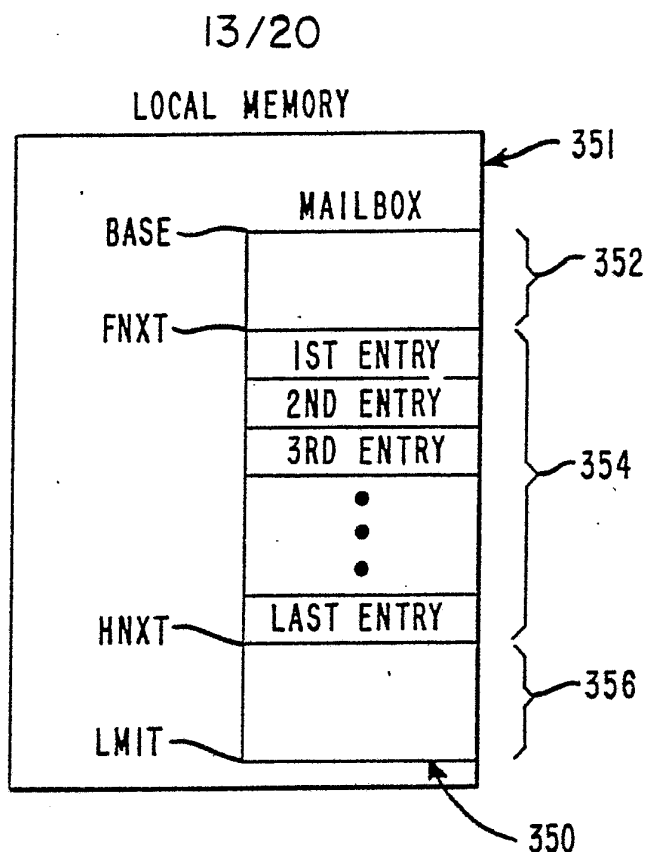 13/20
LOCAL MEMORY
351
MAILBOX
BASE
352
FNXT
1ST ENTRY
2ND ENTRY
3RD ENTRY
354
HNXT
LAST ENTRY
356
LMIT
350